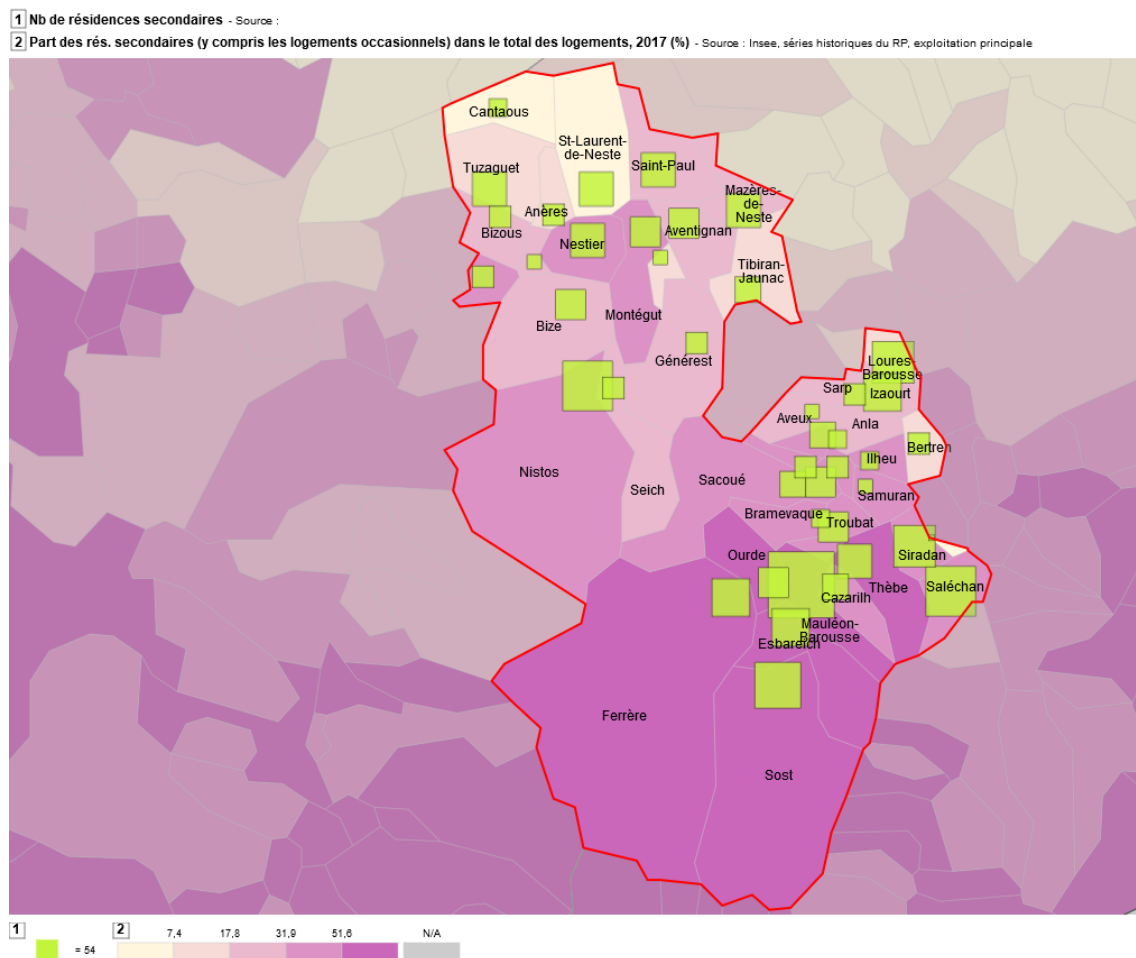 1 Nb de résidences secondaires - Source :
2 Part des rés. secondaires (y compris les logements occasionnels) dans le total des logements, 2017 (%) - Source : Insee, séries historiques du RP, exploitation principale
Cantaous
St-Laurent-
de-Neste
Saint-Paul
Tuzaguet
Mazères-
de-
Neste
Anères
Bizous
Nestier
Aventignan
Tibiran-
Jaunac
Bize
Montégut
Générest
Loures-
Barousse
Sarp
Izaourt
Aveux
Anla
Bertren
Ilheu
Nistos
Seich
Sacoué
Samuran
Bramevaque
Troubat
Ourde
Siradan
Thèbe
Saléchan
Cazarilh
Mauléon-
Barousse
Esbareich
Ferrère
Sost
1
= 54
2
7,4
17,8
31,9
51,6
N/A